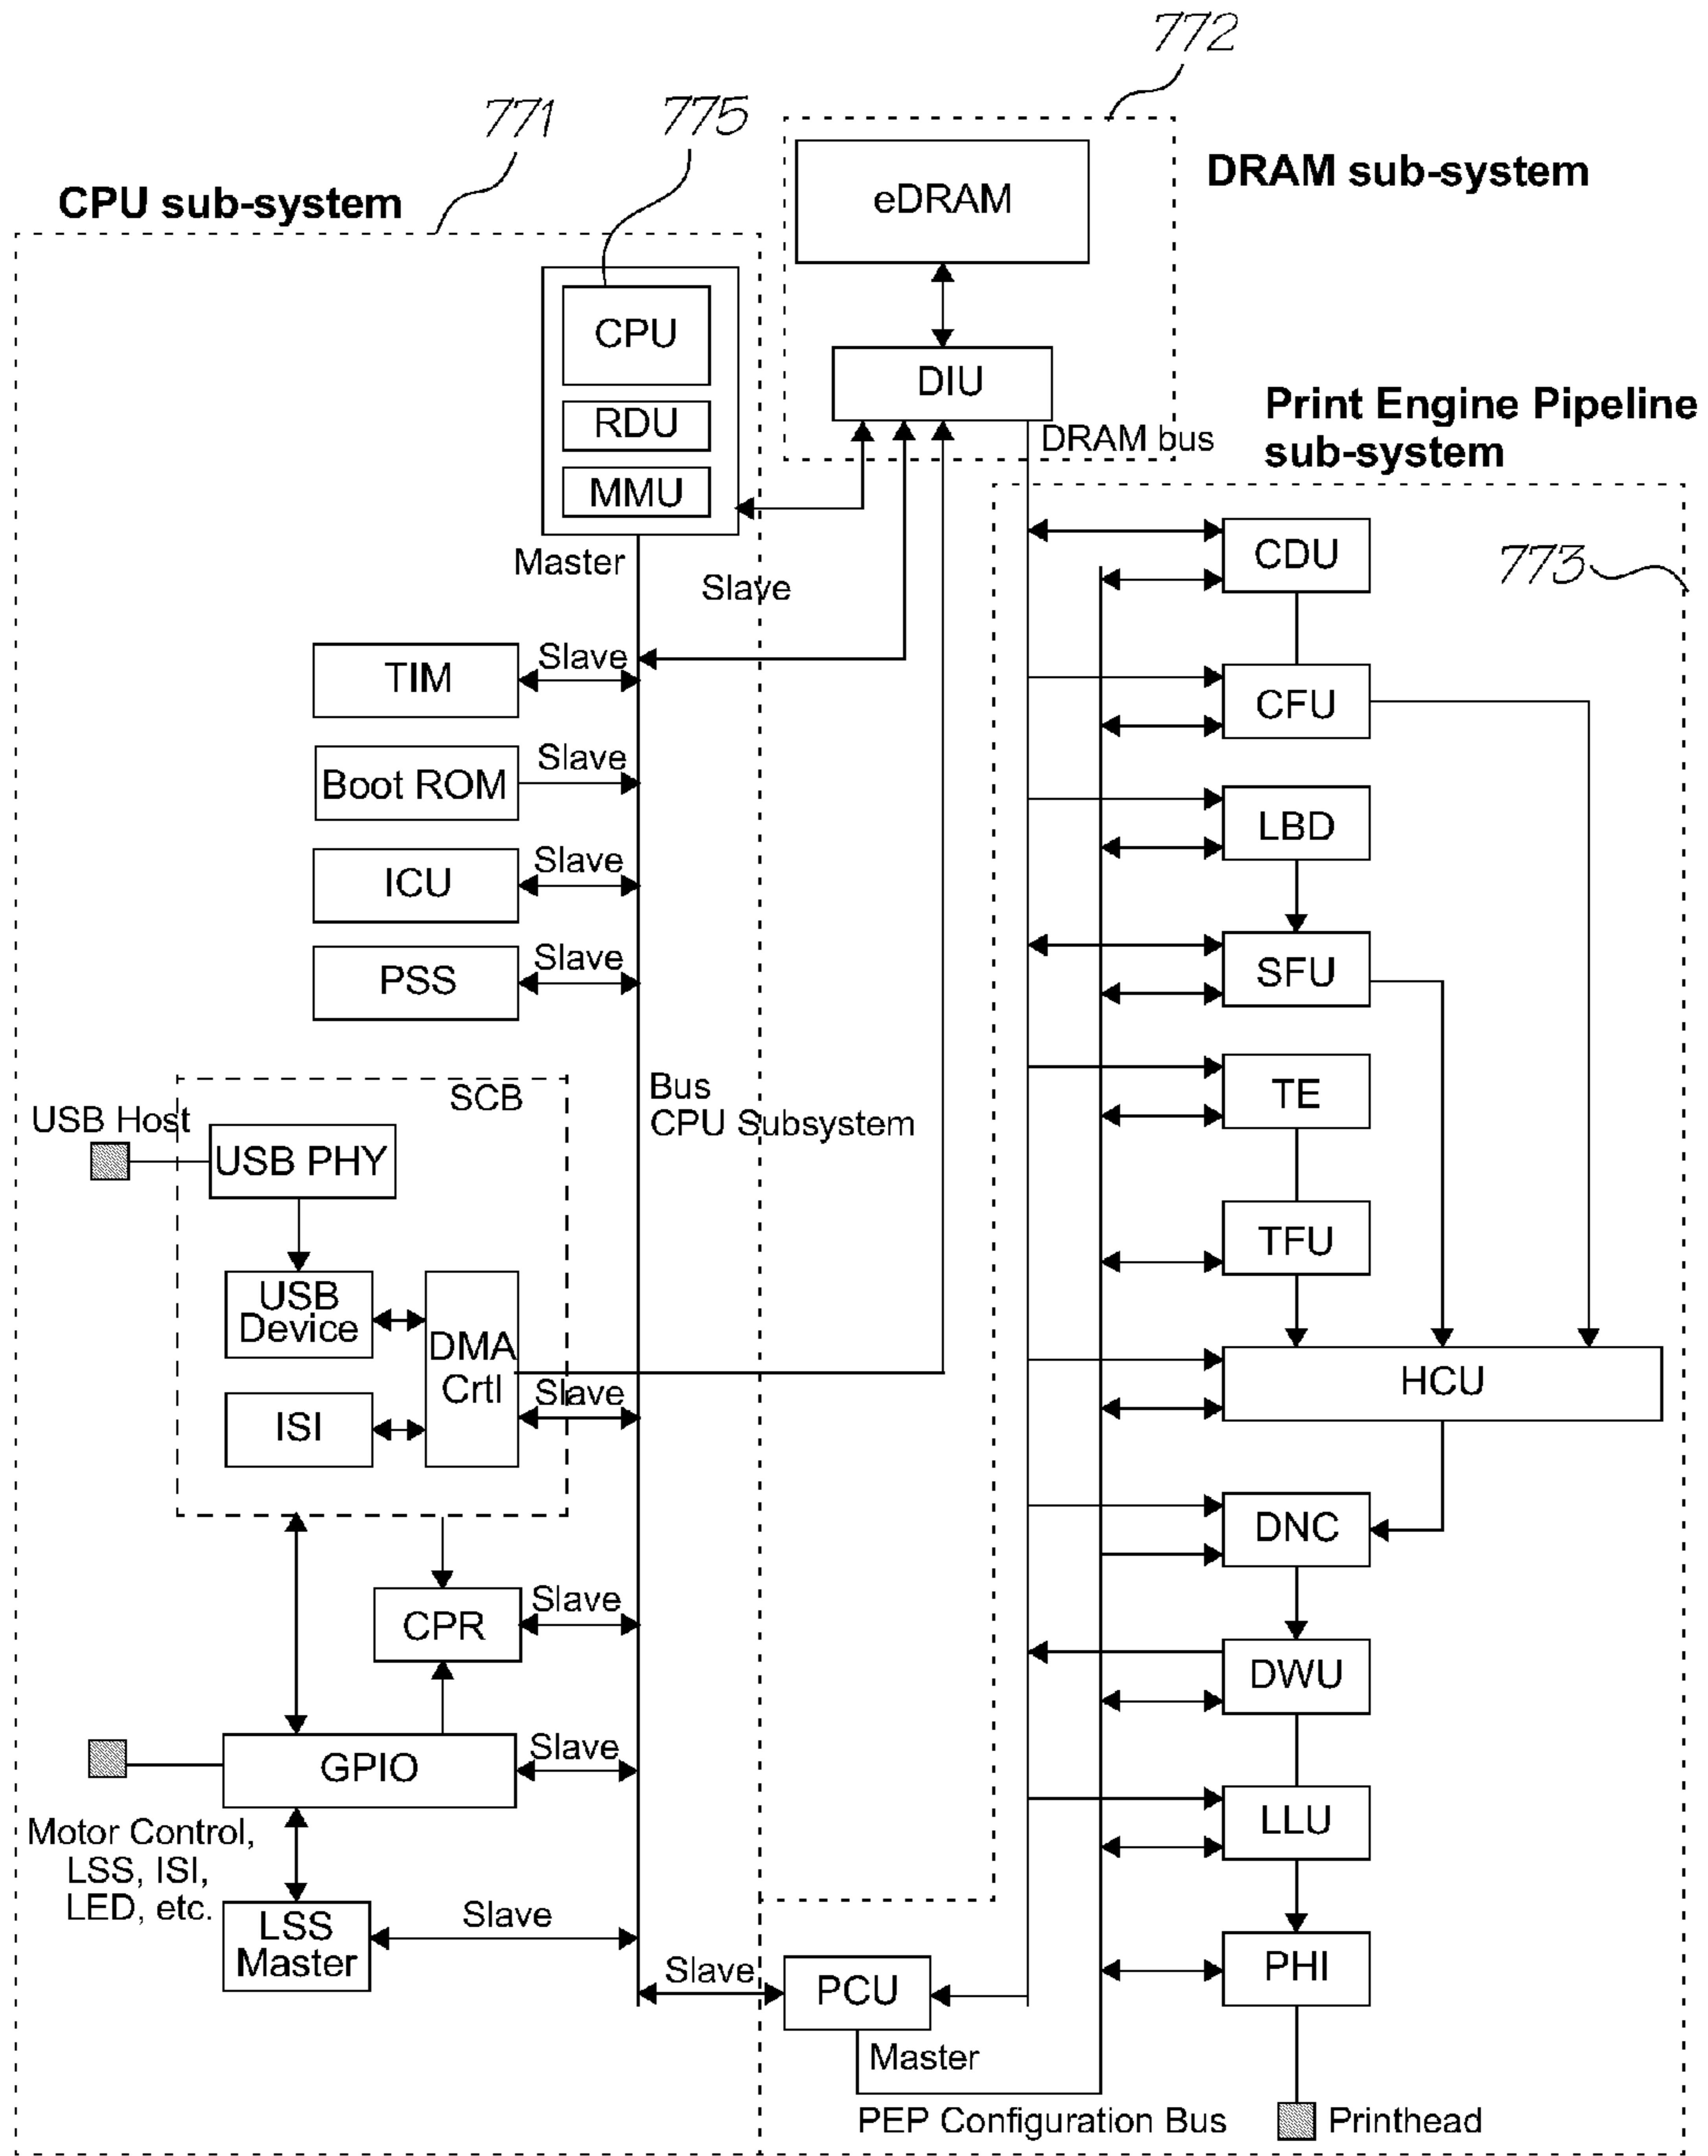 772
771
775
DRAM sub-system
CPU sub-system
eDRAM
CPU
DIU
RDU
DRAM bus
MMU
Print Engine Pipeline
sub-system
Master
Slave
CDU
773
TIM
Slave
CFU
Boot ROM
Slave
LBD
ICU
Slave
PSS
Slave
SFU
SCB
Bus
CPU Subsystem
TE
USB Host
USB PHY
TFU
USB
Device
DMA
Crtl
Slave
ISI
HCU
DNC
CPR
Slave
DWU
GPIO
Slave
Motor Control,
LSS, ISI,
LED, etc.
LLU
LSS
Master
Slave
Slave
PCU
PHI
Master
PEP Configuration Bus
Printhead